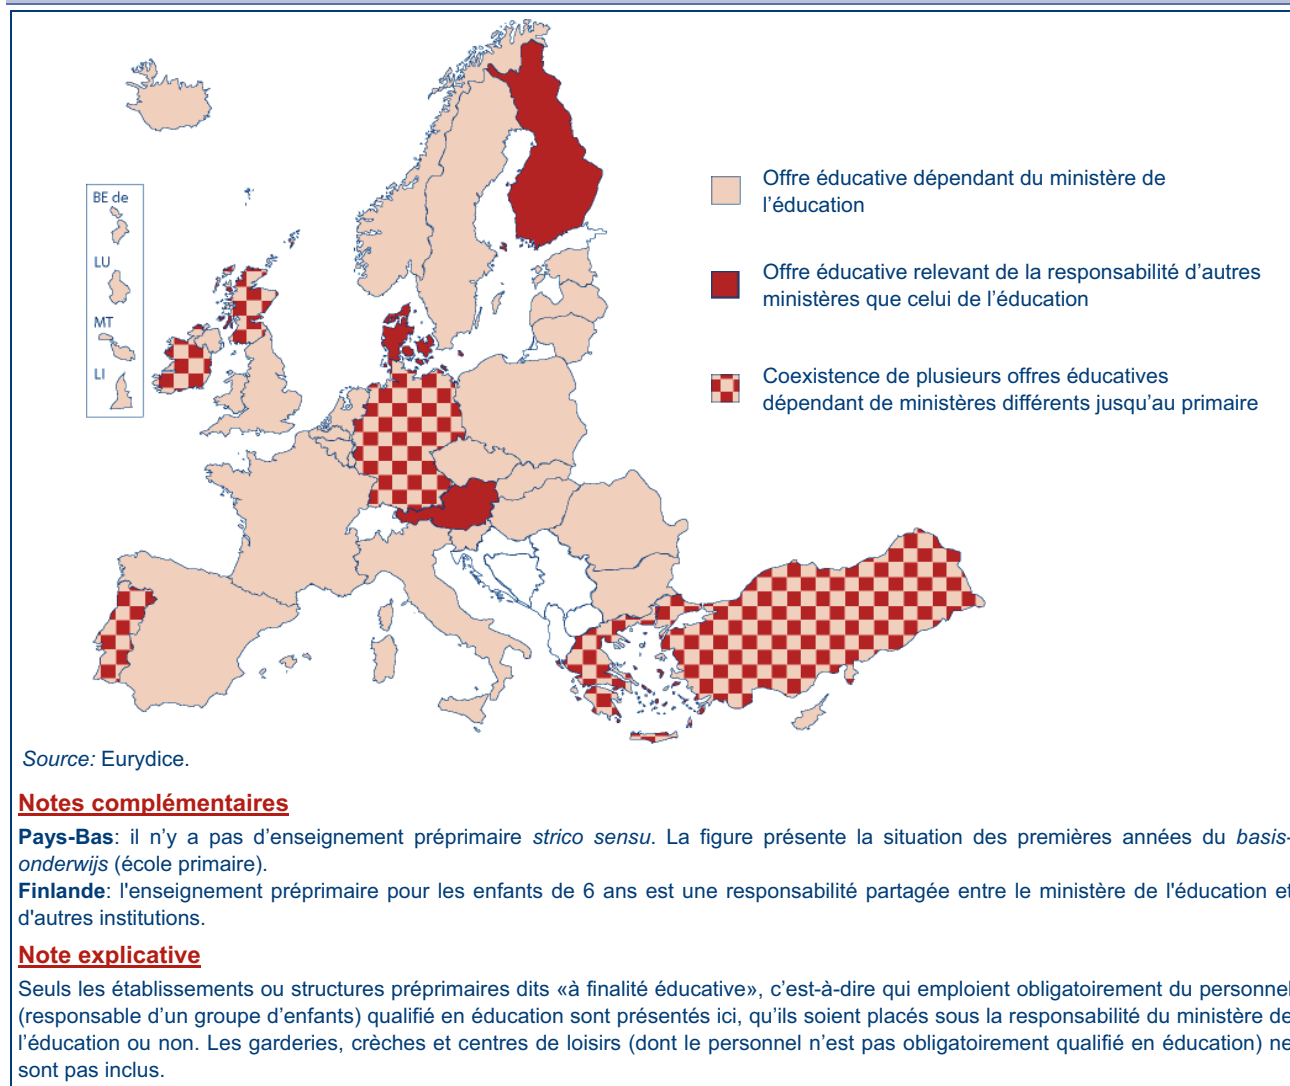 BE de
LU
MT
LI
Offre éducative dépendant du ministère de
l’éducation
Offre éducative relevant de la responsabilité d’autres
ministères que celui de l’éducation
Coexistence de plusieurs offres éducatives
dépendant de ministères différents jusqu’au primaire
Source: Eurydice.
Notes complémentaires
Pays-Bas: il n’y a pas d’enseignement préprimaire strico sensu. La figure présente la situation des premières années du basis-
onderwijs (école primaire).
Finlande: l'enseignement préprimaire pour les enfants de 6 ans est une responsabilité partagée entre le ministère de l'éducation et
d'autres institutions.
Note explicative
Seuls les établissements ou structures préprimaires dits «à finalité éducative», c’est-à-dire qui emploient obligatoirement du personnel
(responsable d’un groupe d’enfants) qualifié en éducation sont présentés ici, qu’ils soient placés sous la responsabilité du ministère de
l’éducation ou non. Les garderies, crèches et centres de loisirs (dont le personnel n’est pas obligatoirement qualifié en éducation) ne
sont pas inclus.